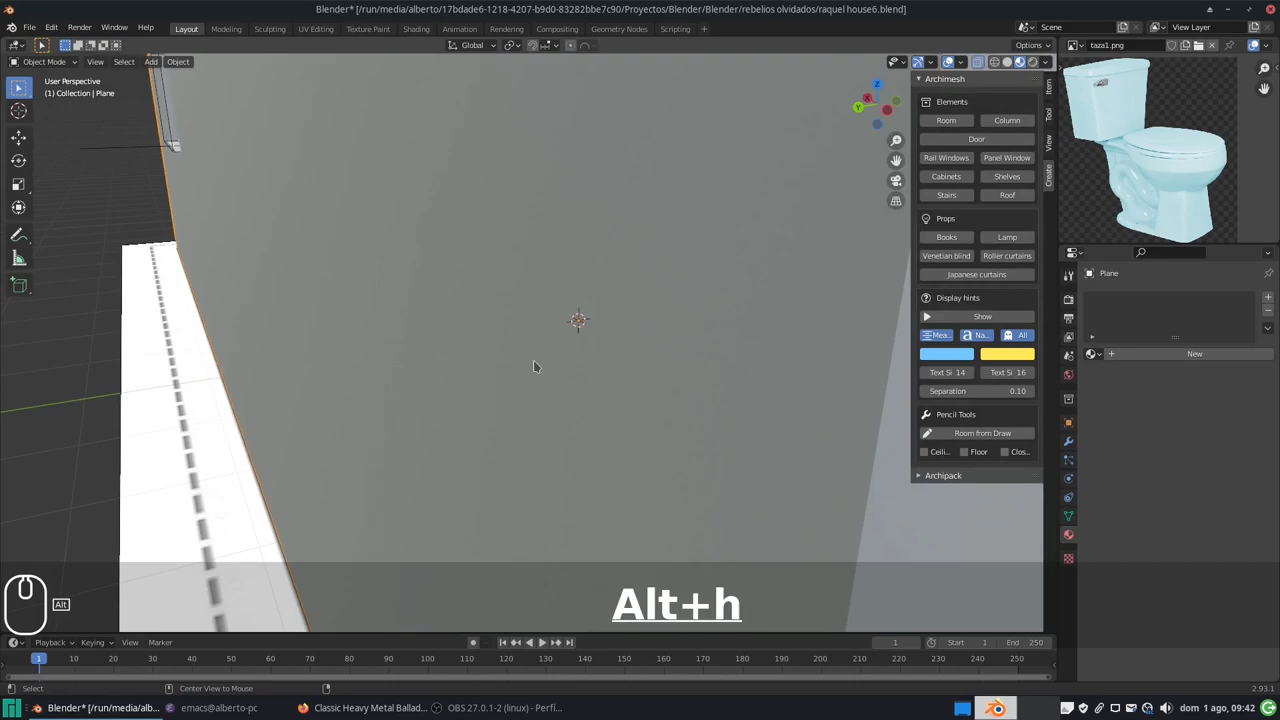 Blender* [/run/media/alberto/17bdade6-1218-4207-b9d0-83282bbe7c90/Proyectos/Blender/Blender/rebelios olvidados/raquel house6.blend]
File Edit Render Window Help Layout Modeling Sculpting UV Editing Texture Paint Shading Animation Rendering Compositing Geometry Nodes Scripting Scene View Layer
Global Options taza1.png
Object Mode View Select Add Object
User Perspective
(1) Collection | Plane
Archimesh
Elements
Room Column
Door
Rail Windows Panel Window
Cabinets Shelves
Stairs Roof
Props
Books Lamp
Venetian blind Roller curtains
Japanese curtains
Display hints
Show
Mea... Na... All
Text Si 14 Text Si 16
Separation 0.10
Pencil Tools
Room from Draw
Ceili... Floor Clos...
Archipack
Item
Tool
View
Create
Z
X
Y
Plane
New
Alt
Alt+h
Playback Keying View Marker 1 Start 1 End 250
1 10 20 30 40 50 60 70 80 90 100 110 120 130 140 150 160 170 180 190 200 210 220 230 240 250
Select Center View to Mouse 2.93.1
Blender* [/run/media/alb... emacs@alberto-pc Classic Heavy Metal Ballad... OBS 27.0.1-2 (linux) - Perfi... dom 1 ago, 09:42